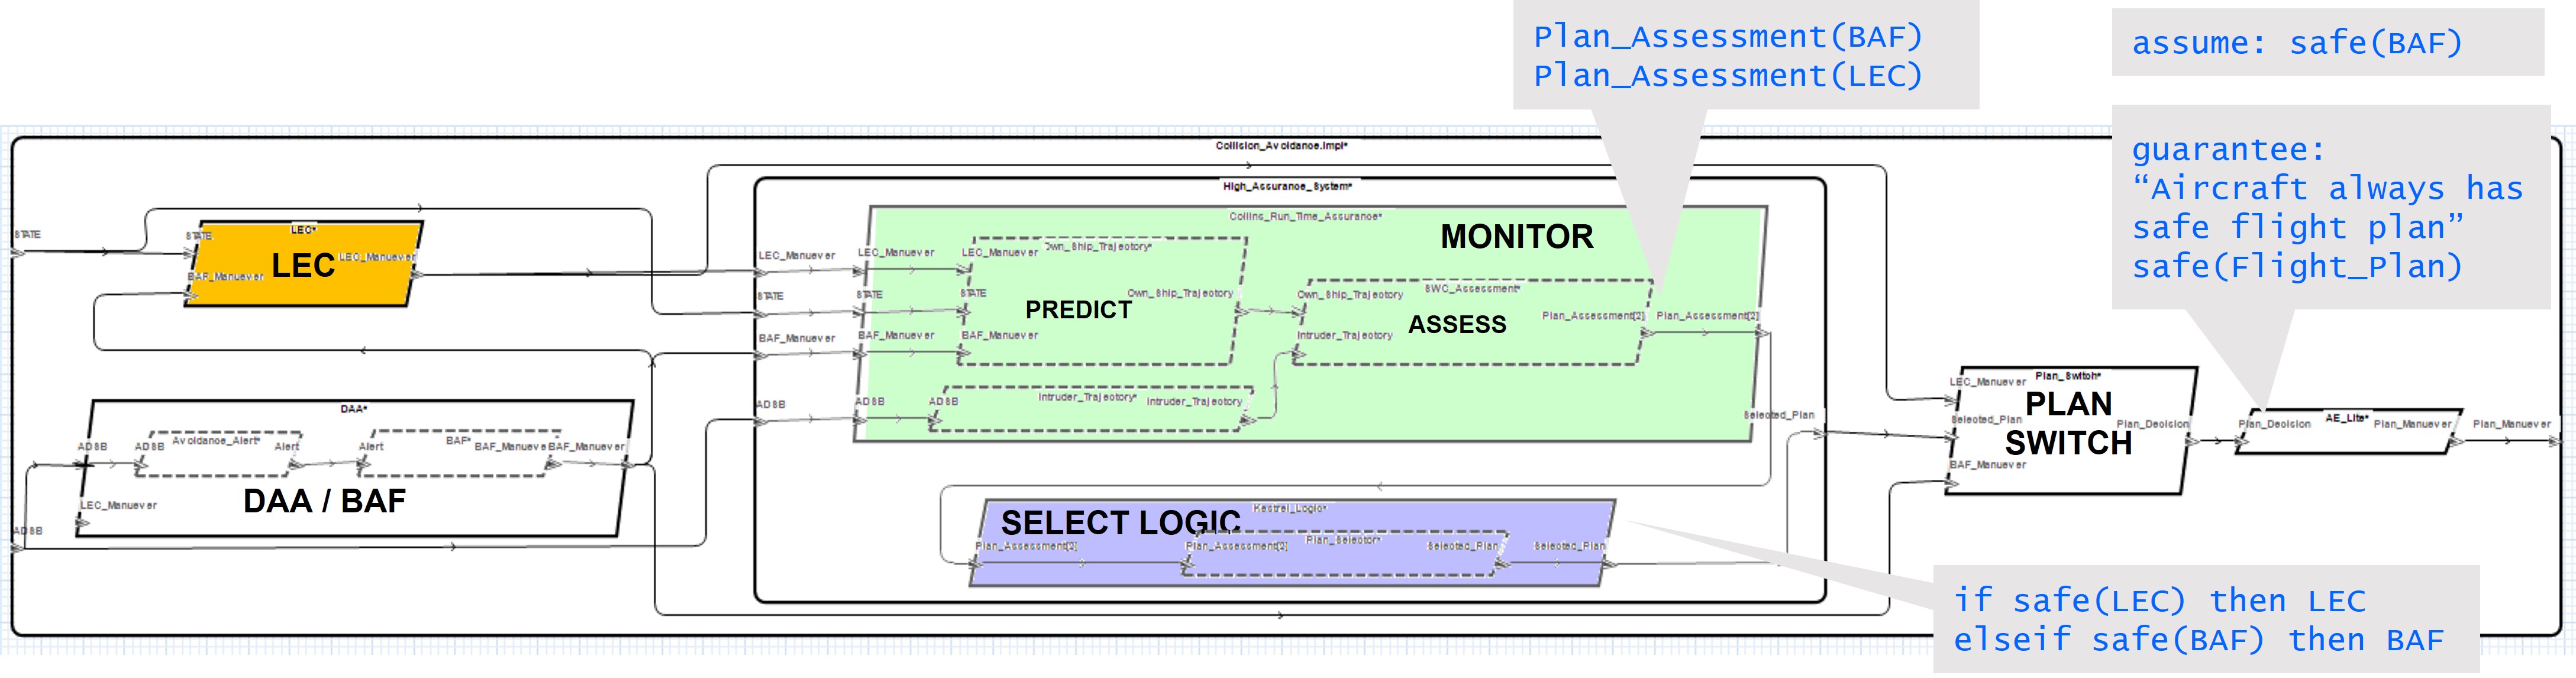 Plan_Assessment(BAF)
Plan_Assessment(LEC)
assume: safe(BAF)
guarantee:
“Aircraft always has
safe flight plan”
safe(Flight_Plan)
Collision_Avoidance.impl*
High_Assurance_System*
Collins_Run_Time_Assurance*
MONITOR
STATE
LEC*
STATE
LEC
LEC_Manuever
BAF_Manuever
LEC_Manuever
STATE
BAF_Manuever
ADSB
LEC_Manuever
STATE
BAF_Manuever
ADSB
Own_Ship_Trajectory*
LEC_Manuever
STATE
BAF_Manuever
PREDICT
Own_Ship_Trajectory
SWC_Assessment*
Own_Ship_Trajectory
Intruder_Trajectory
ASSESS
Plan_Assessment[2]
Plan_Assessment[2]
ADSB
Intruder_Trajectory*
Intruder_Trajectory
DAA*
ADSB
ADSB
Avoidance_Alert*
Alert
Alert
BAF*
BAF_Manuever
BAF_Manuever
LEC_Manuever
DAA / BAF
ADSB
Selected_Plan
Plan_Switch*
LEC_Manuever
PLAN
SWITCH
Selected_Plan
BAF_Manuever
Plan_Decision
Plan_Decision
AE_Lite*
Plan_Manuever
Plan_Manuever
Kestrel_Logic*
SELECT LOGIC
Plan_Assessment[2]
Plan_Assessment[2]
Plan_Selector*
Selected_Plan
Selected_Plan
if safe(LEC) then LEC
elseif safe(BAF) then BAF